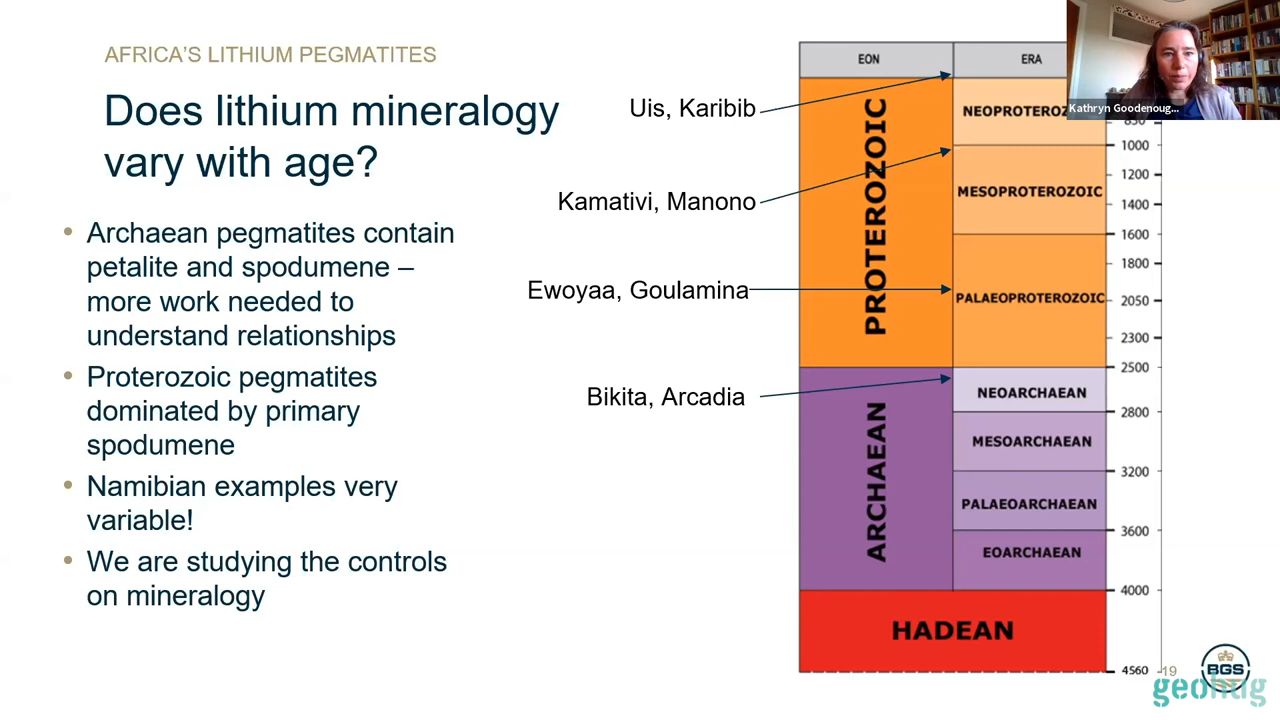 AFRICA'S LITHIUM PEGMATITES
Does lithium mineralogy
vary with age?
• Archaean pegmatites contain
petalite and spodumene –
more work needed to
understand relationships
• Proterozoic pegmatites
dominated by primary
spodumene
• Namibian examples very
variable!
• We are studying the controls
on mineralogy
Uis, Karibib
Kamativi, Manono
Ewoyaa, Goulamina
Bikita, Arcadia
EON
ERA
PROTEROZOIC
ARCHAEAN
HADEAN
NEOPROTEROZ
MESOPROTEROZOIC
PALAEOPROTEROZOIC
NEOARCHAEAN
MESOARCHAEAN
PALAEOARCHAEAN
EOARCHAEAN
850
1000
1200
1400
1600
1800
2050
2300
2500
2800
3200
3600
4000
4560
Kathryn Goodenoug...
19
BGS
geohug